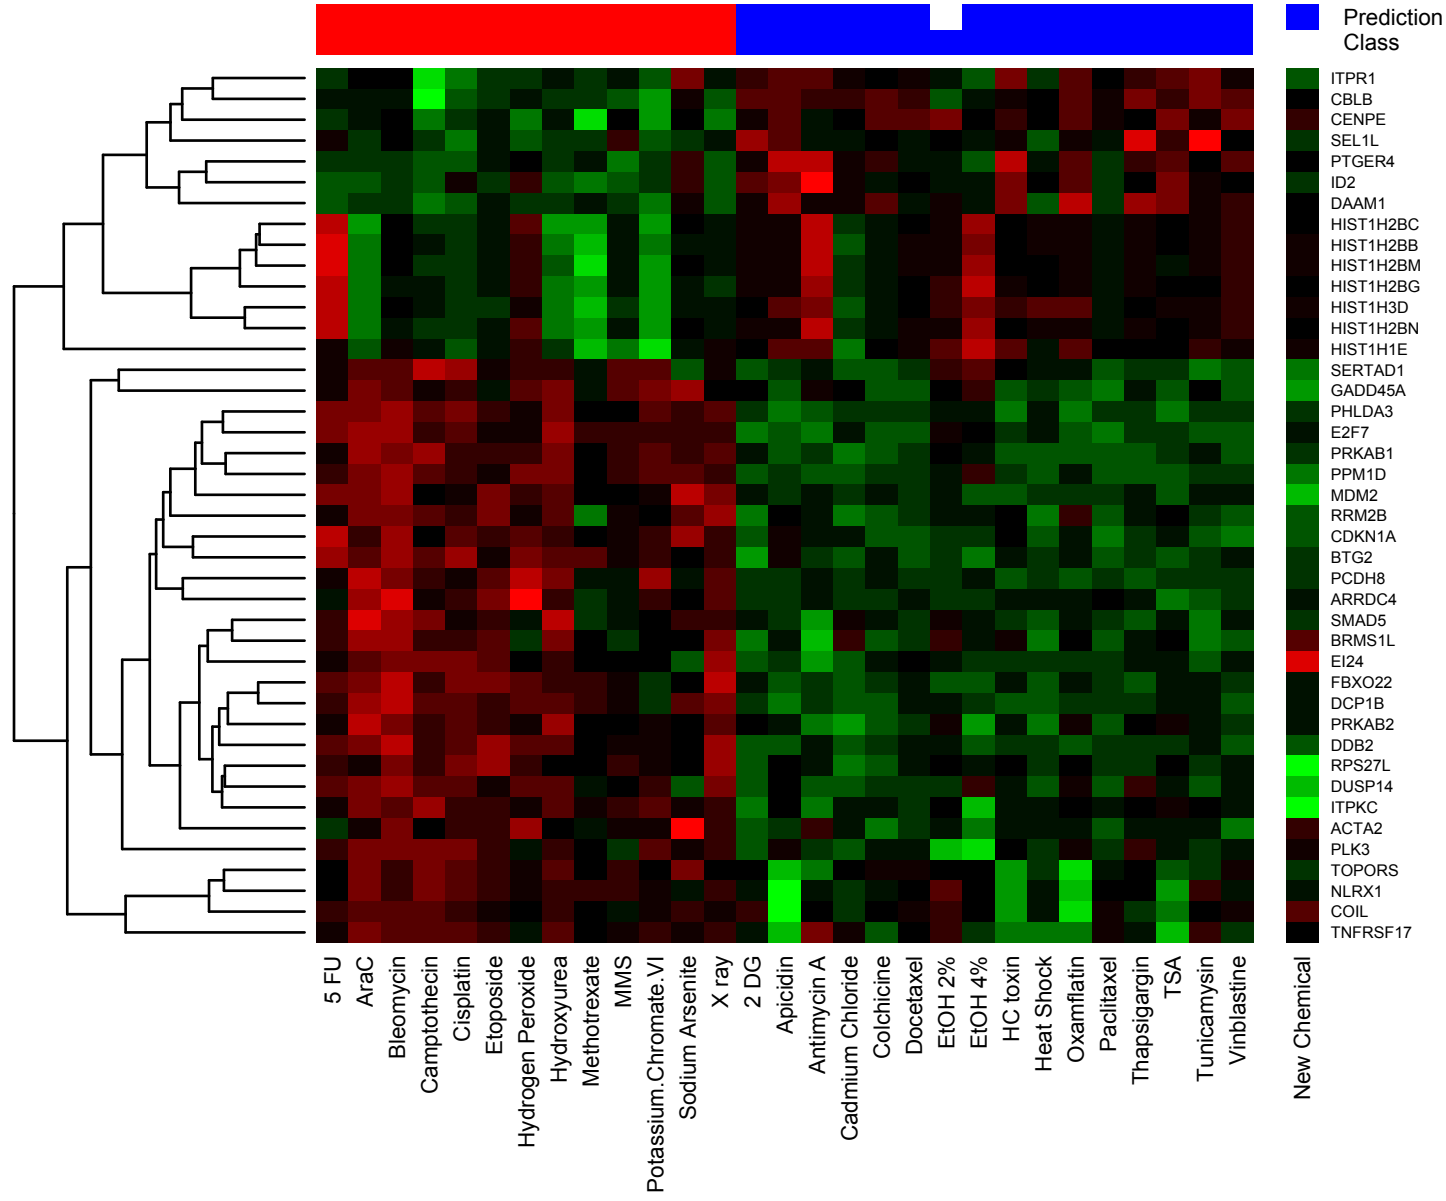 Prediction
Class
ITPR1
CBLB
CENPE
SEL1L
PTGER4
ID2
DAAM1
HIST1H2BC
HIST1H2BB
HIST1H2BM
HIST1H2BG
HIST1H3D
HIST1H2BN
HIST1H1E
SERTAD1
GADD45A
PHLDA3
E2F7
PRKAB1
PPM1D
MDM2
RRM2B
CDKN1A
BTG2
PCDH8
ARRDC4
SMAD5
BRMS1L
EI24
FBXO22
DCP1B
PRKAB2
DDB2
RPS27L
DUSP14
ITPKC
ACTA2
PLK3
TOPORS
NLRX1
COIL
TNFRSF17
5 FU
AraC
Bleomycin
Camptothecin
Cisplatin
Etoposide
Hydrogen Peroxide
Hydroxyurea
Methotrexate
MMS
Potassium.Chromate.VI
Sodium Arsenite
X ray
2 DG
Apicidin
Antimycin A
Cadmium Chloride
Colchicine
Docetaxel
EtOH 2%
EtOH 4%
HC toxin
Heat Shock
Oxamflatin
Paclitaxel
Thapsigargin
TSA
Tunicamysin
Vinblastine
New Chemical